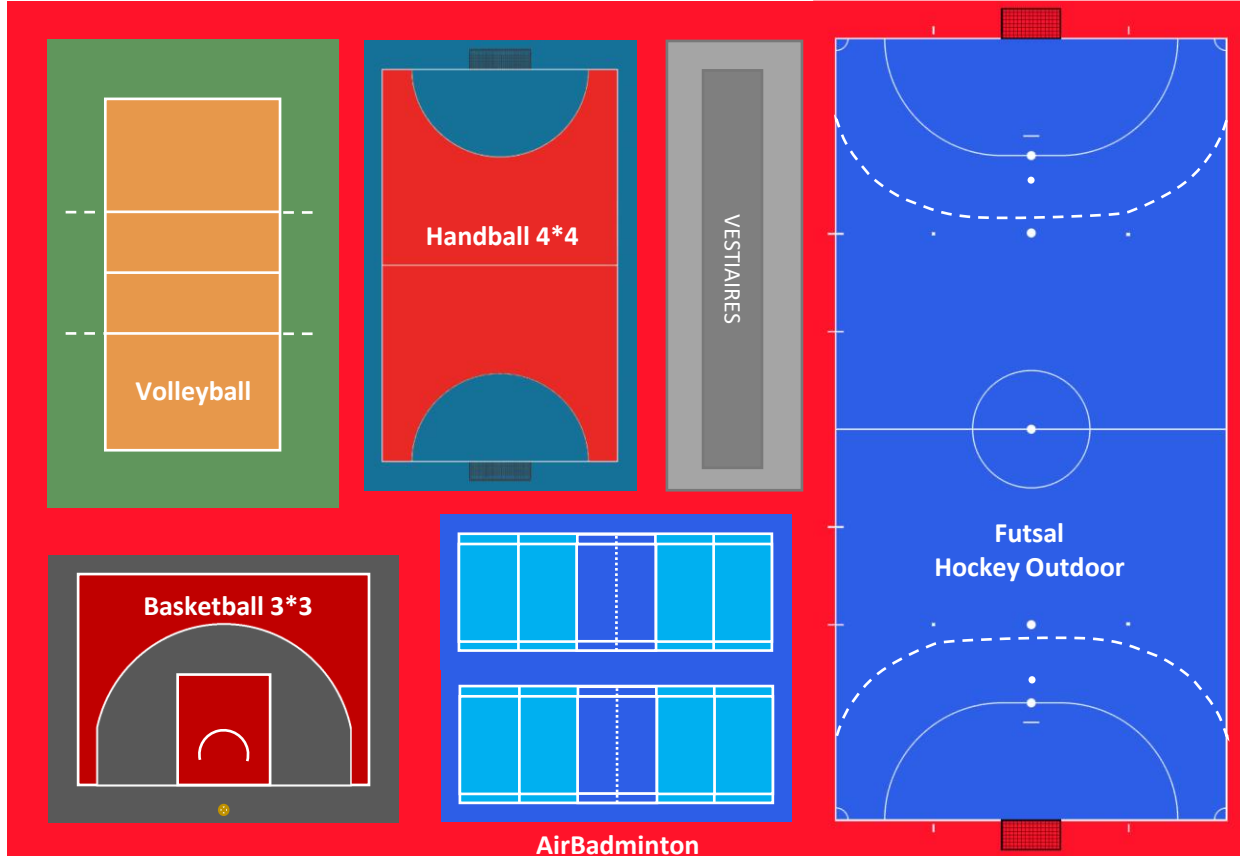 Handball 4*4
VESTIAIRES
Volleyball
Futsal
Hockey Outdoor
Basketball 3*3
AirBadminton